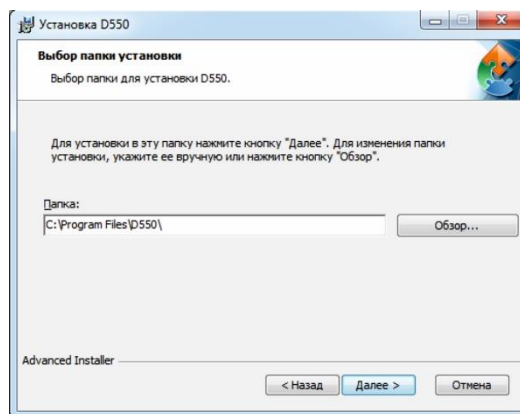 Установка D550
Выбор папки установки
Выбор папки для установки D550.
Для установки в эту папку нажмите кнопку "Далее". Для изменения папки
установки, укажите ее вручную или нажмите кнопку "Обзор".
Папка:
C:\Program Files\D550\
Обзор...
Advanced Installer
< Назад
Далее >
Отмена